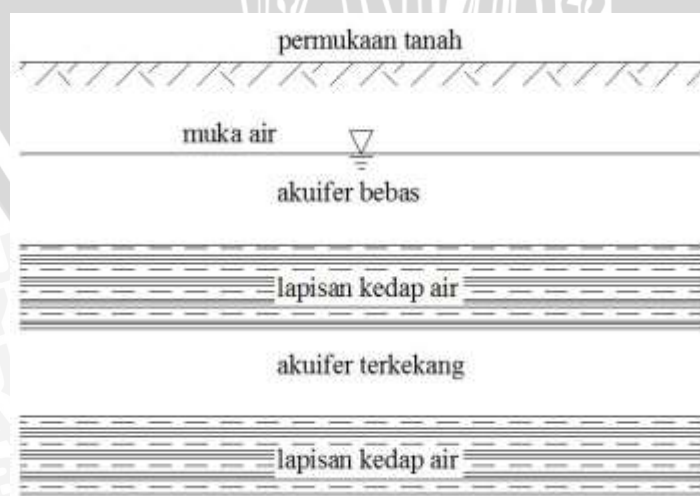 permukaan tanah
muka air
akuifer bebas
lapisan kedap air
akuifer terkekang
lapisan kedap air